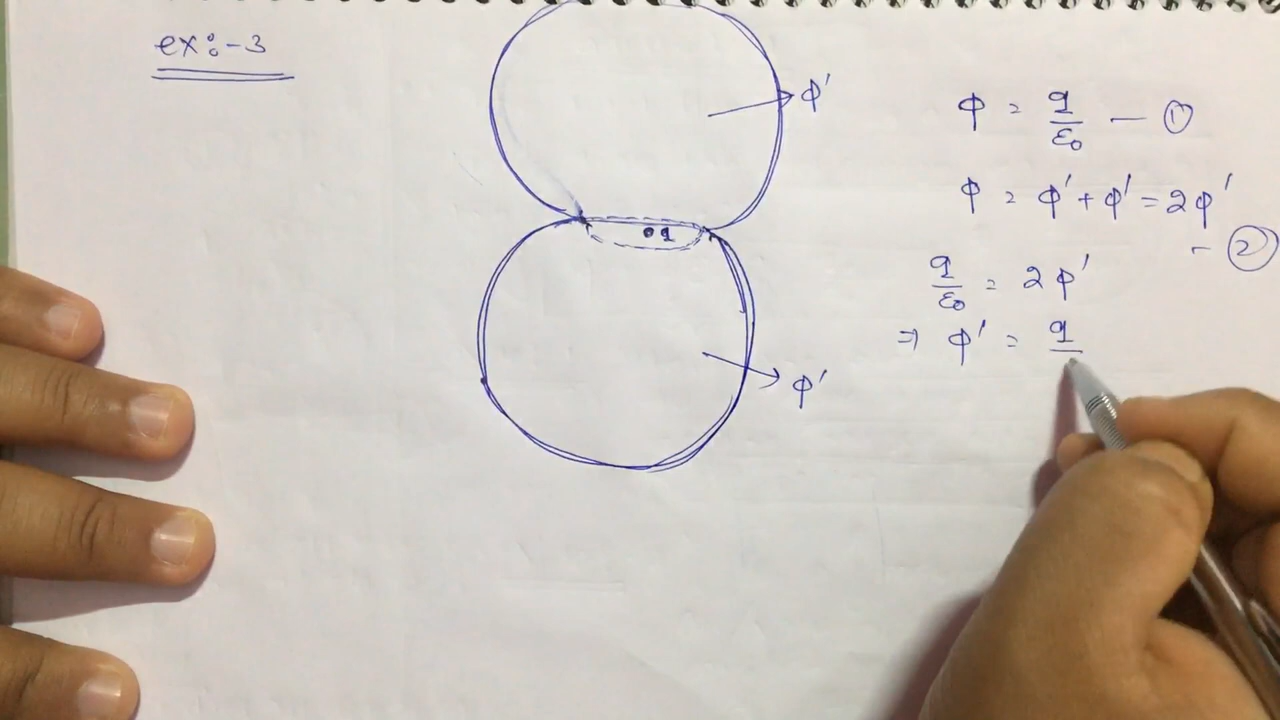 ex:-3
ϕ'
q
ϕ'
ϕ = q/ε₀ — ①
ϕ = ϕ' + ϕ' = 2ϕ'
- ②
q/ε₀ = 2ϕ'
⇒ ϕ' = q/